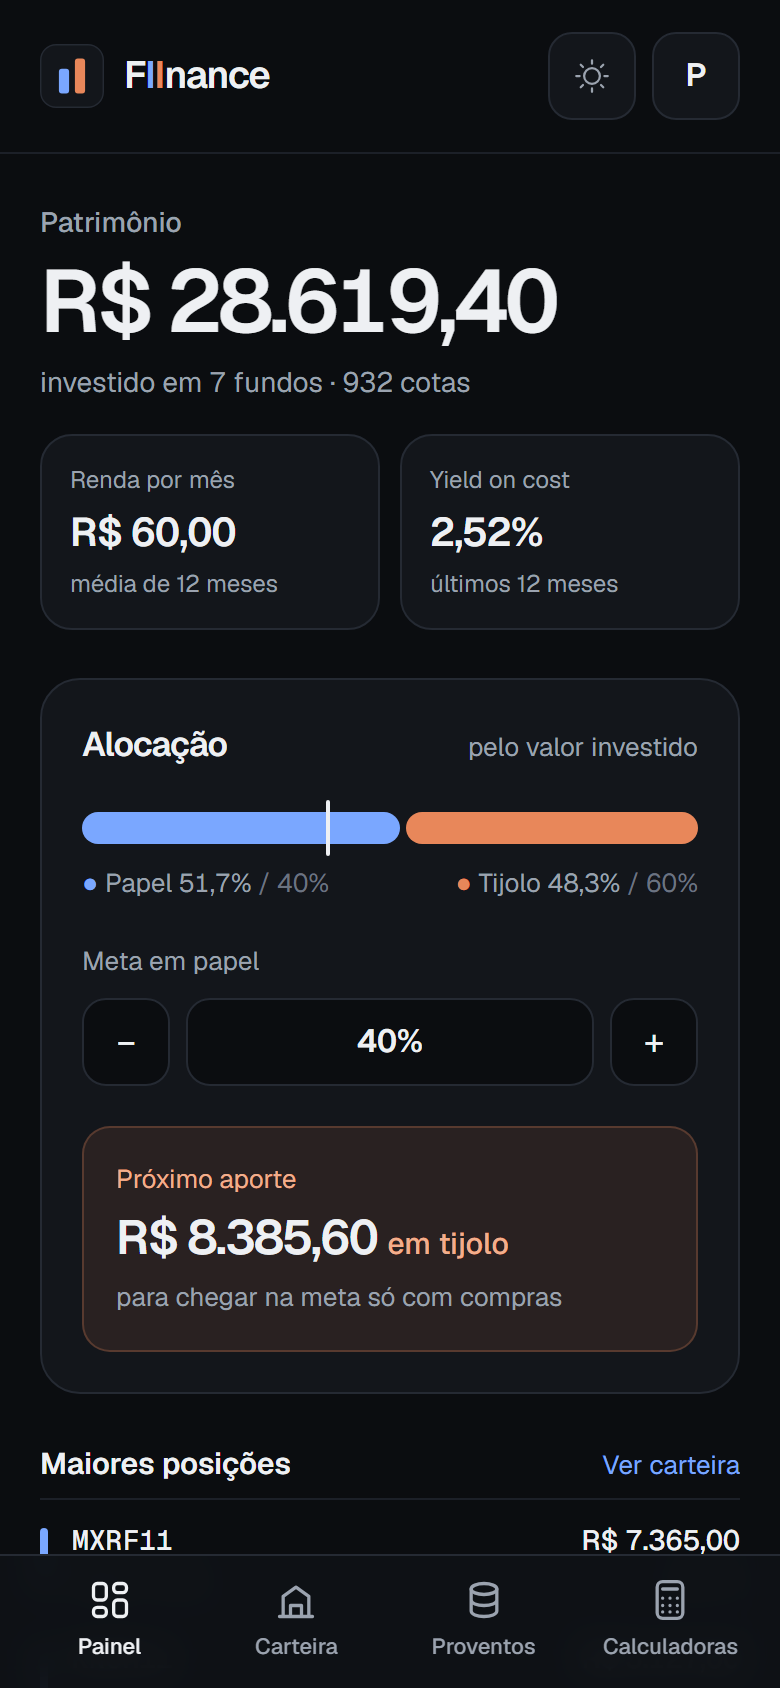 FIInance
P
Patrimônio
R$ 28.619,40
investido em 7 fundos · 932 cotas
Renda por mês
R$ 60,00
média de 12 meses
Yield on cost
2,52%
últimos 12 meses
Alocação
pelo valor investido
Papel 51,7% / 40%
Tijolo 48,3% / 60%
Meta em papel
−
40%
+
Próximo aporte
R$ 8.385,60 em tijolo
para chegar na meta só com compras
Maiores posições
Ver carteira
MXRF11
R$ 7.365,00
Painel
Carteira
Proventos
Calculadoras